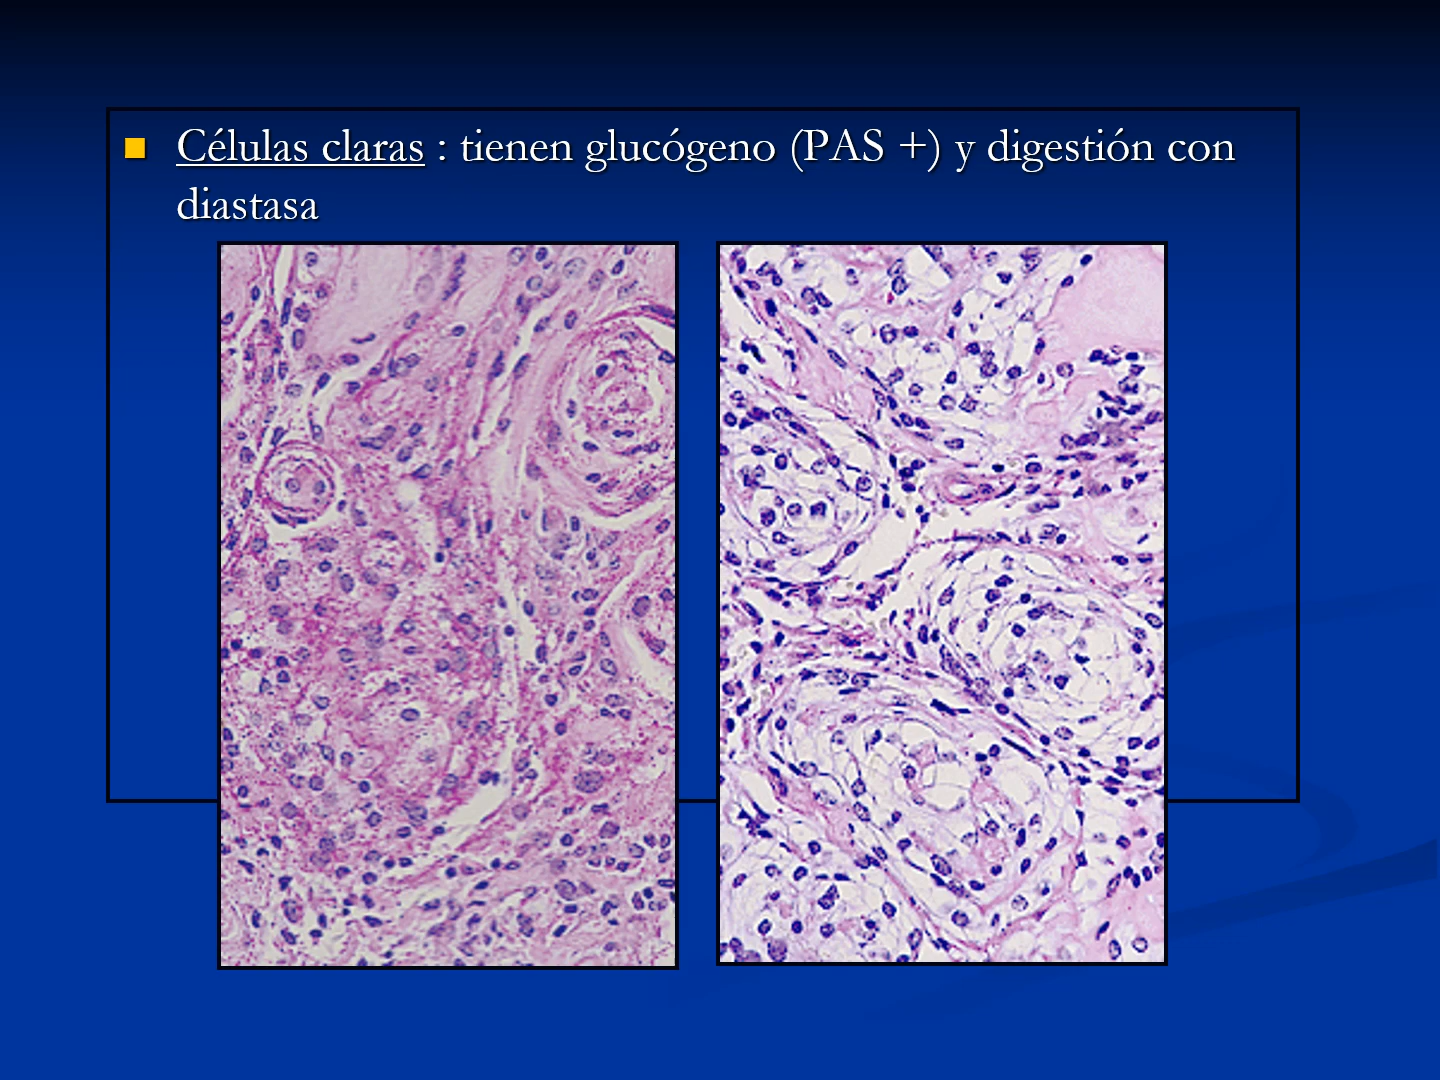 Células claras : tienen glucógeno (PAS +) y digestión con
diastasa